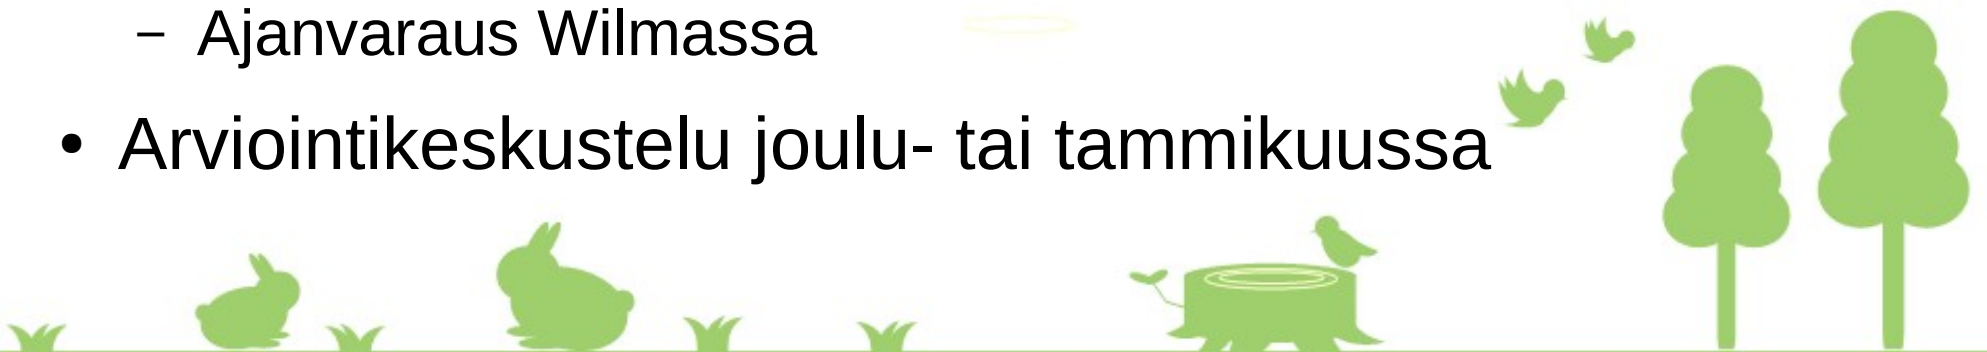 – Ajanvaraus Wilmassa
• Arviointikeskustelu joulu- tai tammikuussa